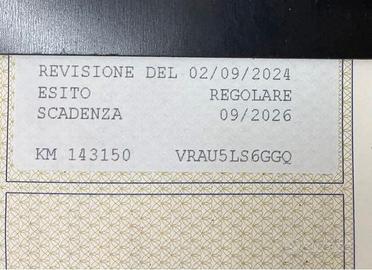 REVISIONE DEL 02/09/2024
ESITO REGOLARE
SCADENZA 09/2026
KM 143150 VRAU5LS6GGQ